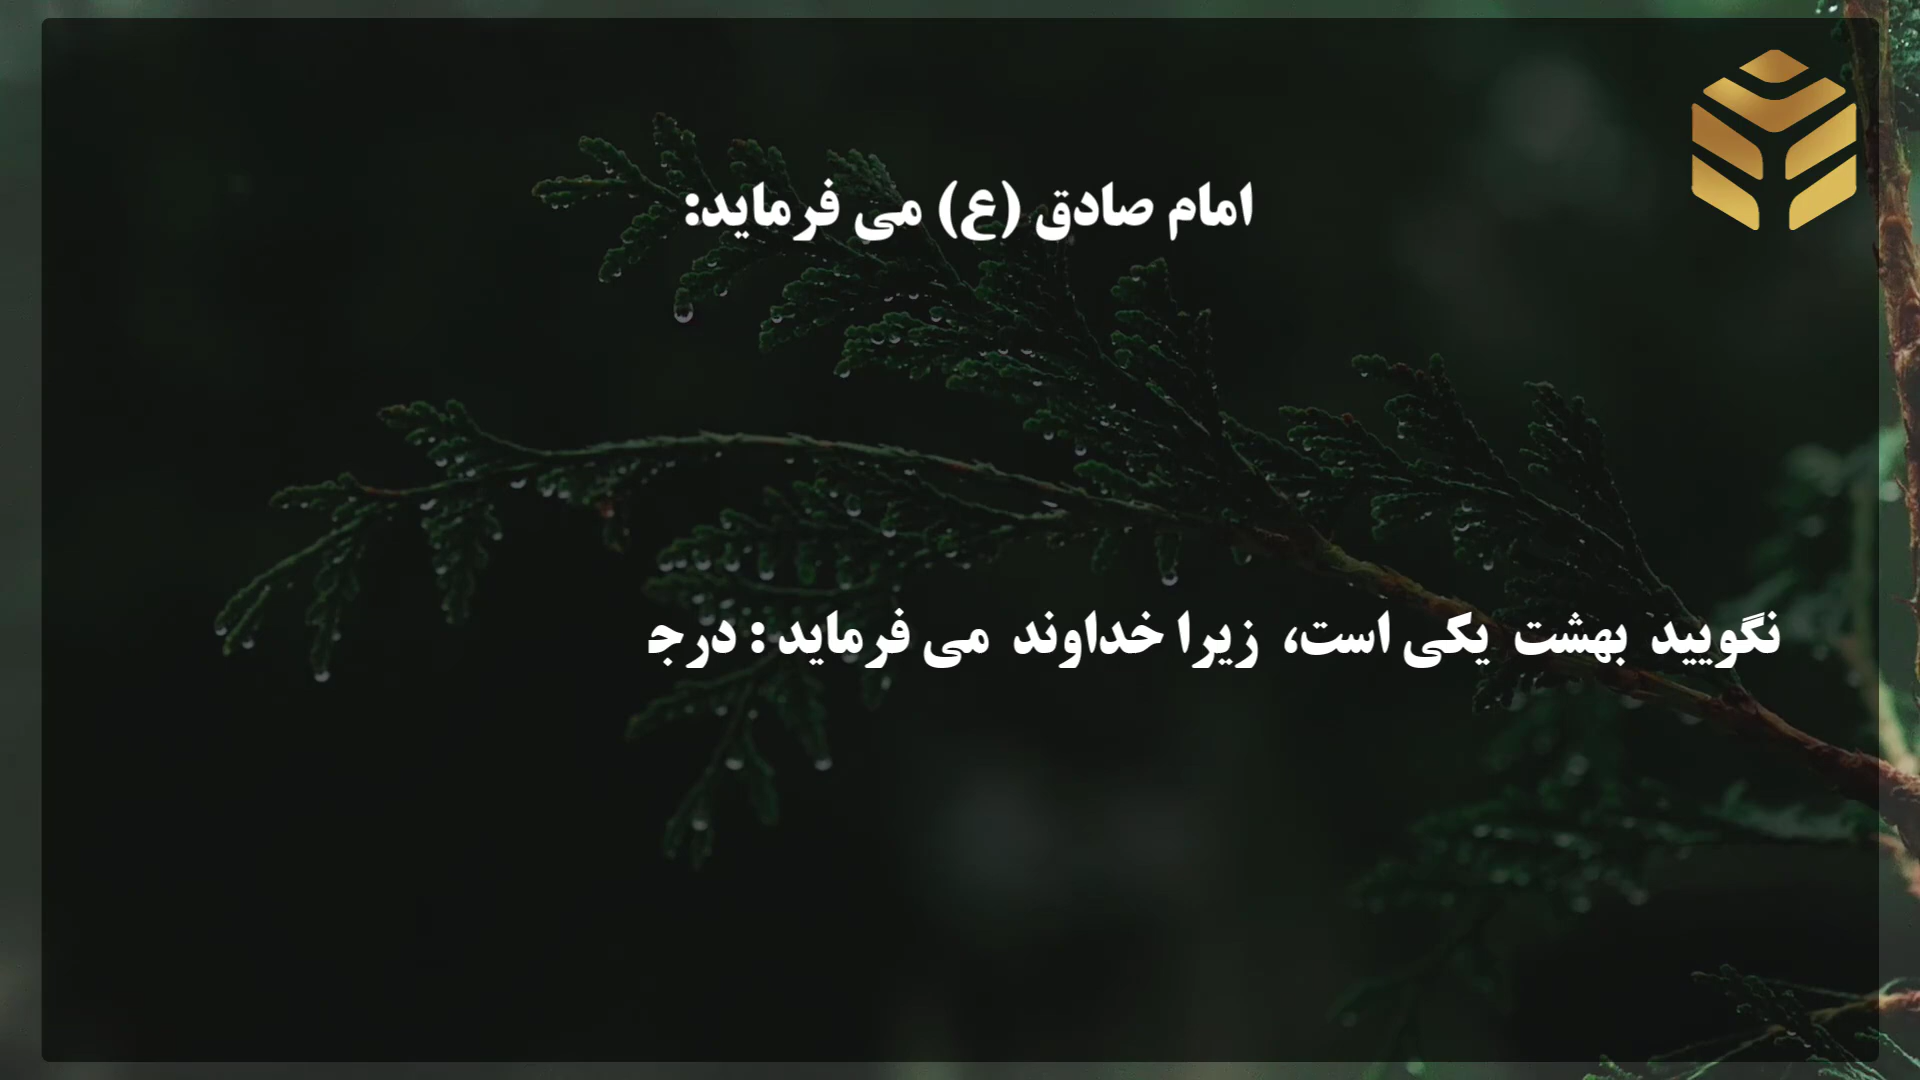 امام صادق (ع) می فرماید:
نگویید بهشت یکی است، زیرا خداوند می فرماید : درج